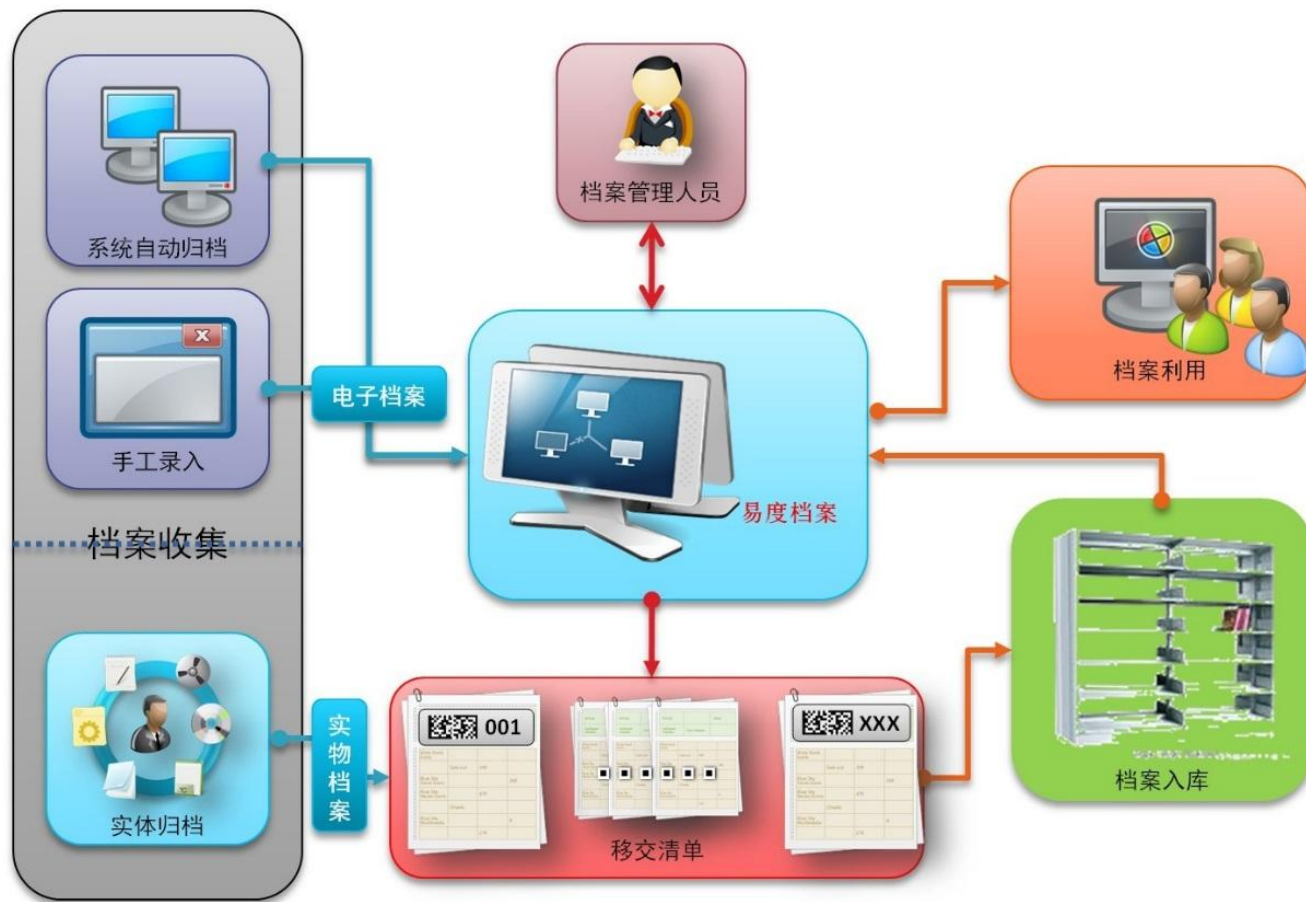 系统自动归档
手工录入
档案收集
实体归档
电子档案
实物档案
档案管理人员
易度档案
001
XXX
移交清单
档案利用
档案入库